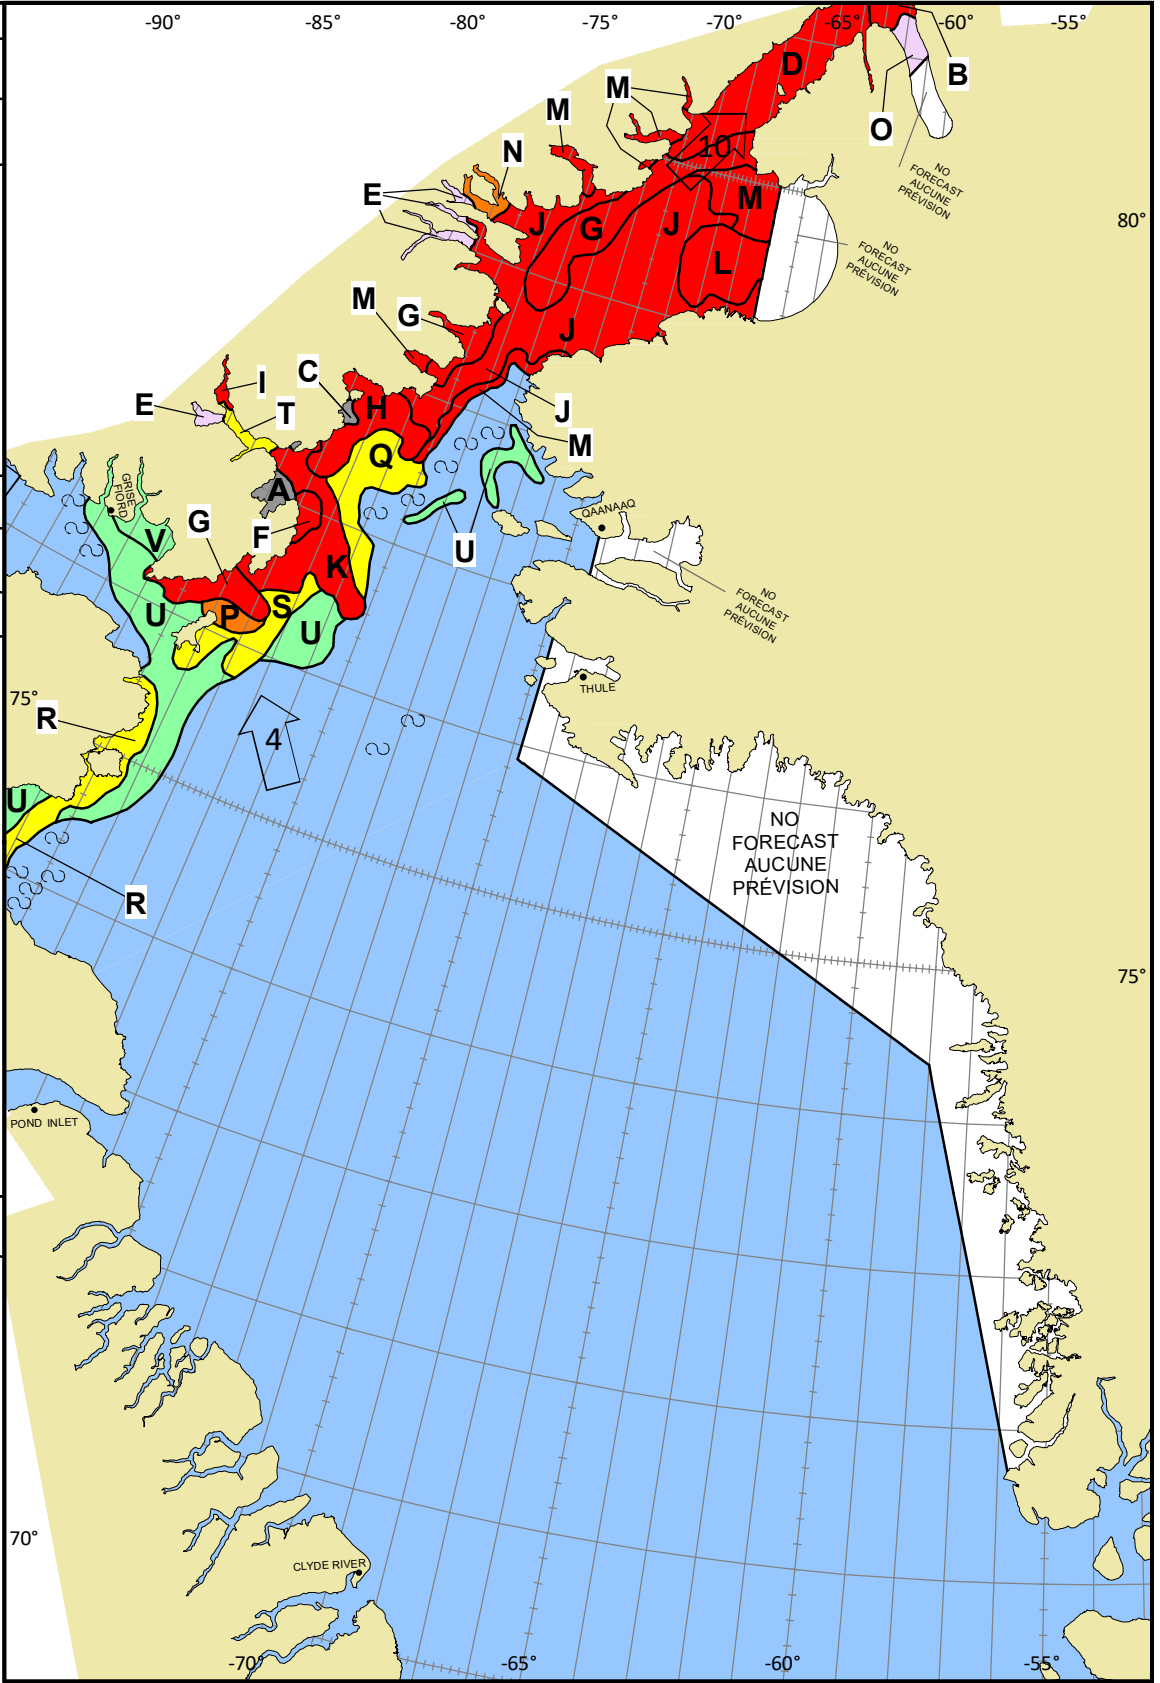 -90°
-85°
-80°
-75°
-70°
-65°
-60°
-55°
D
B
O
M
M
N
E
10
NO
FORECAST
AUCUNE
PRÉVISION
80°
J
G
J
M
L
NO
FORECAST
AUCUNE
PRÉVISION
M
G
J
C
I
E
T
H
J
M
Q
A
GRISE
FIORD
G
F
V
U
QAANAAQ
K
NO
FORECAST
AUCUNE
PRÉVISION
U
P
S
U
75°
THULE
R
4
U
NO
FORECAST
AUCUNE
PRÉVISION
R
75°
POND INLET
70°
CLYDE RIVER
-70°
-65°
-60°
-55°